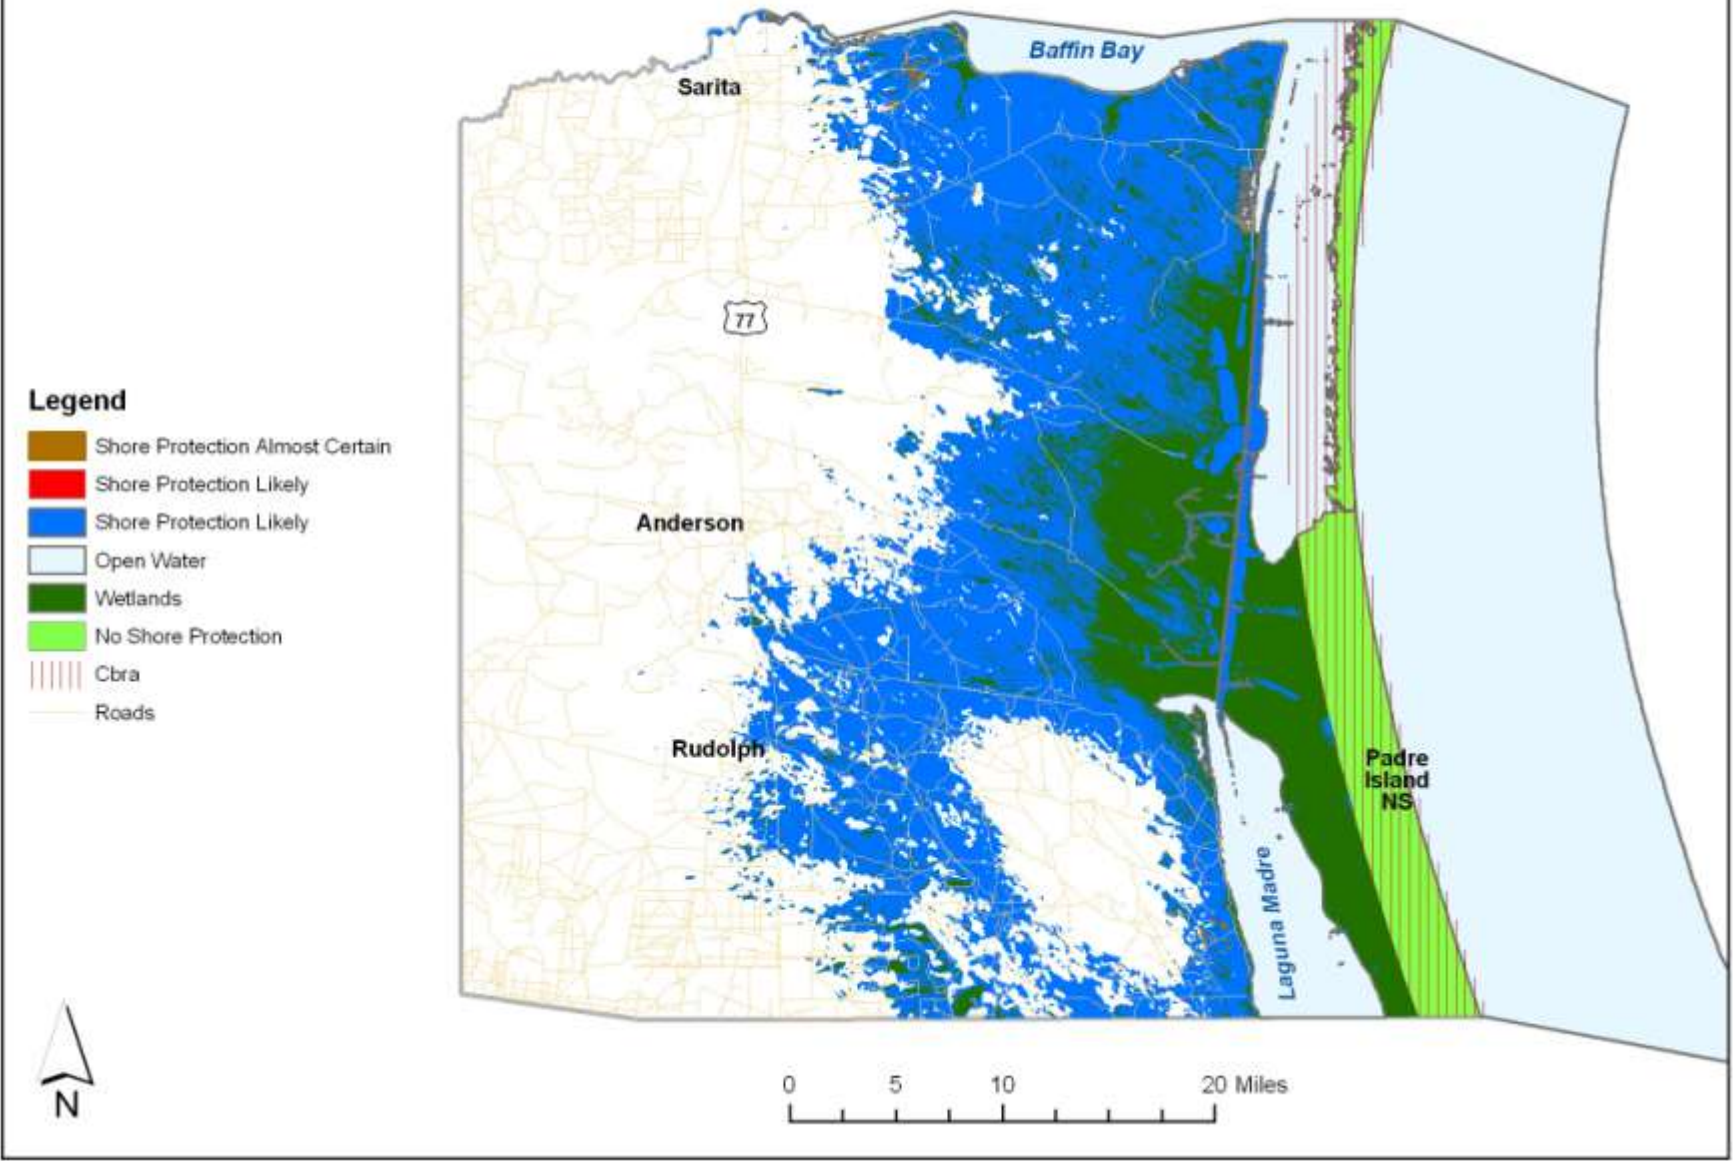 Baffin Bay
Sarita
77
Legend
Shore Protection Almost Certain
Shore Protection Likely
Shore Protection Likely
Open Water
Wetlands
No Shore Protection
Cbra
Roads
Anderson
Rudolph
Padre
Island
NS
Laguna Madre
N
0 5 10 20 Miles